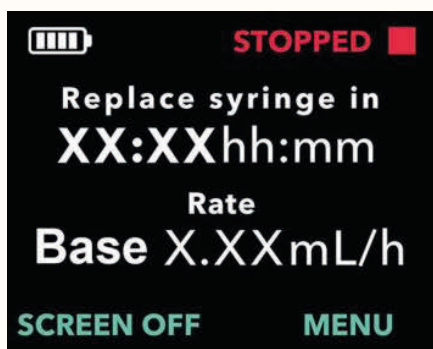 STOPPED
Replace syringe in
XX:XXhh:mm
Rate
Base X.XXmL/h
SCREEN OFF MENU